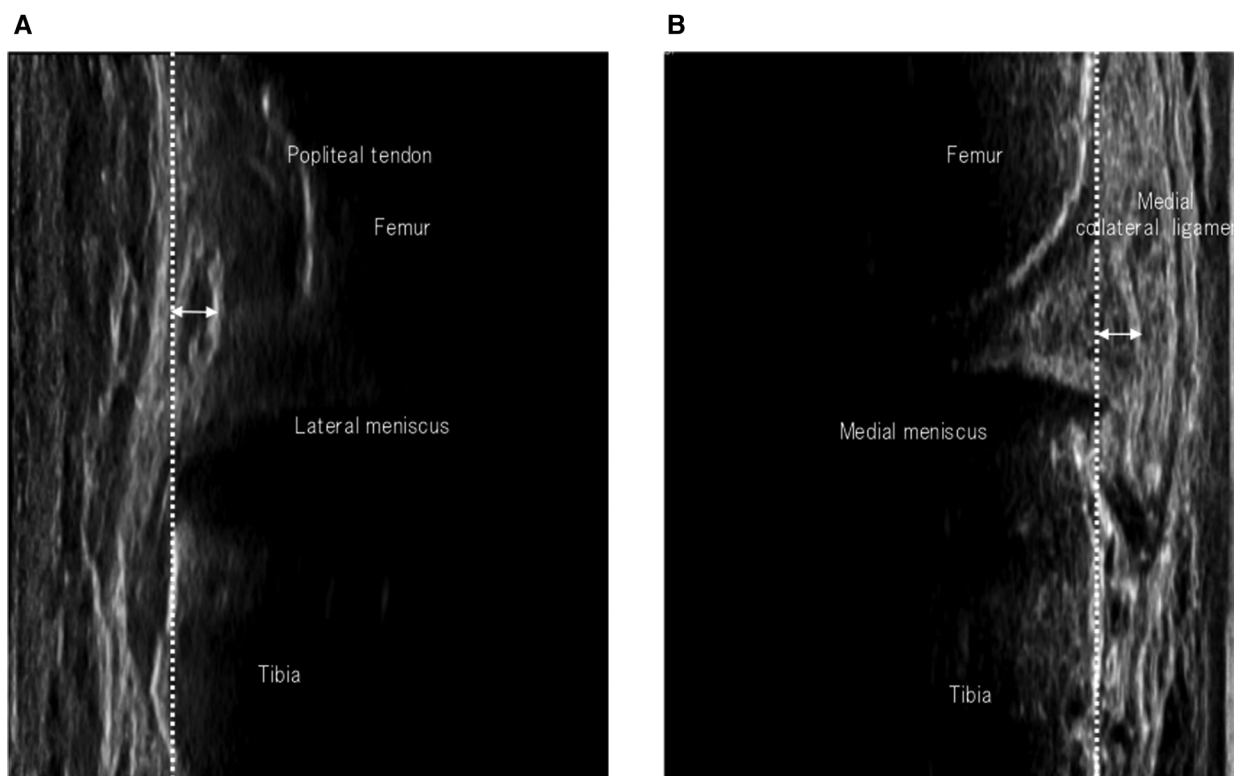 A
B
Popliteal tendon
Femur
Lateral meniscus
Tibia
Femur
Medial
collateral ligamen
Medial meniscus
Tibia